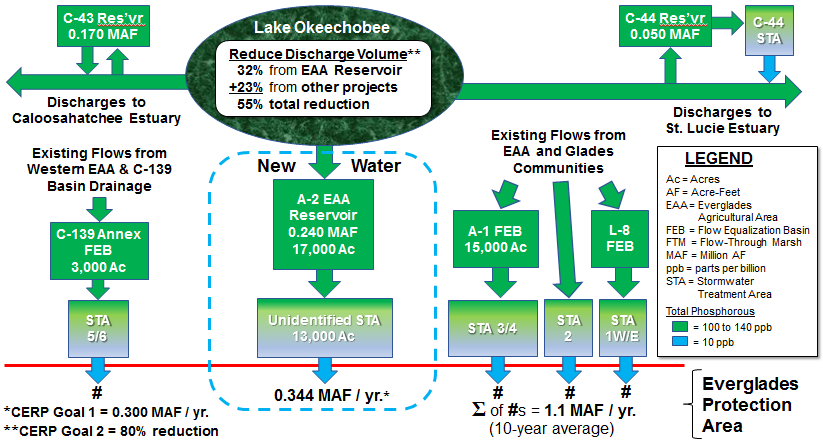 C-43 Res'vr
0.170 MAF
Lake Okeechobee
Reduce Discharge Volume**
32% from EAA Reservoir
+23% from other projects
55% total reduction
C-44 Res'vr
0.050 MAF
C-44
STA
Discharges to
Caloosahatchee Estuary
Discharges to
St. Lucie Estuary
Existing Flows from
Western EAA & C-139
Basin Drainage
New Water
Existing Flows from
EAA and Glades
Communities
C-139 Annex
FEB
3,000 Ac
A-2 EAA
Reservoir
0.240 MAF
17,000 Ac
A-1 FEB
15,000 Ac
L-8
FEB
STA
5/6
Unidentified STA
13,000 Ac
STA 3/4
STA
2
STA
1W/E
LEGEND
Ac = Acres
AF = Acre-Feet
EAA = Everglades
Agricultural Area
FEB = Flow Equalization Basin
FTM = Flow-Through Marsh
MAF = Million AF
ppb = parts per billion
STA = Stormwater
Treatment Area
Total Phosphorous
= 100 to 140 ppb
= 10 ppb
#
0.344 MAF / yr.*
# # #
Σ of #s = 1.1 MAF / yr.
(10-year average)
*CERP Goal 1 = 0.300 MAF / yr.
**CERP Goal 2 = 80% reduction
Everglades
Protection
Area